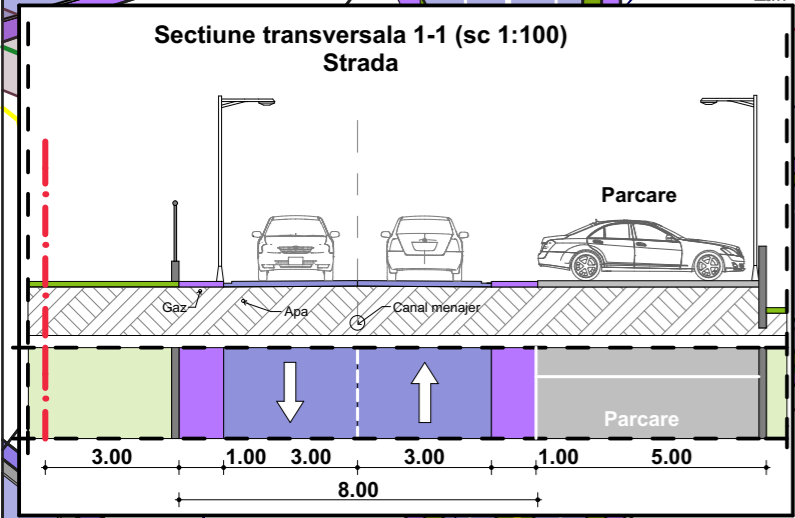 Sectiune transversala 1-1 (sc 1:100)
Strada
Parcare
Gaz
Apa
Canal menajer
Parcare
3.00 1.00 3.00 3.00 1.00 5.00
8.00